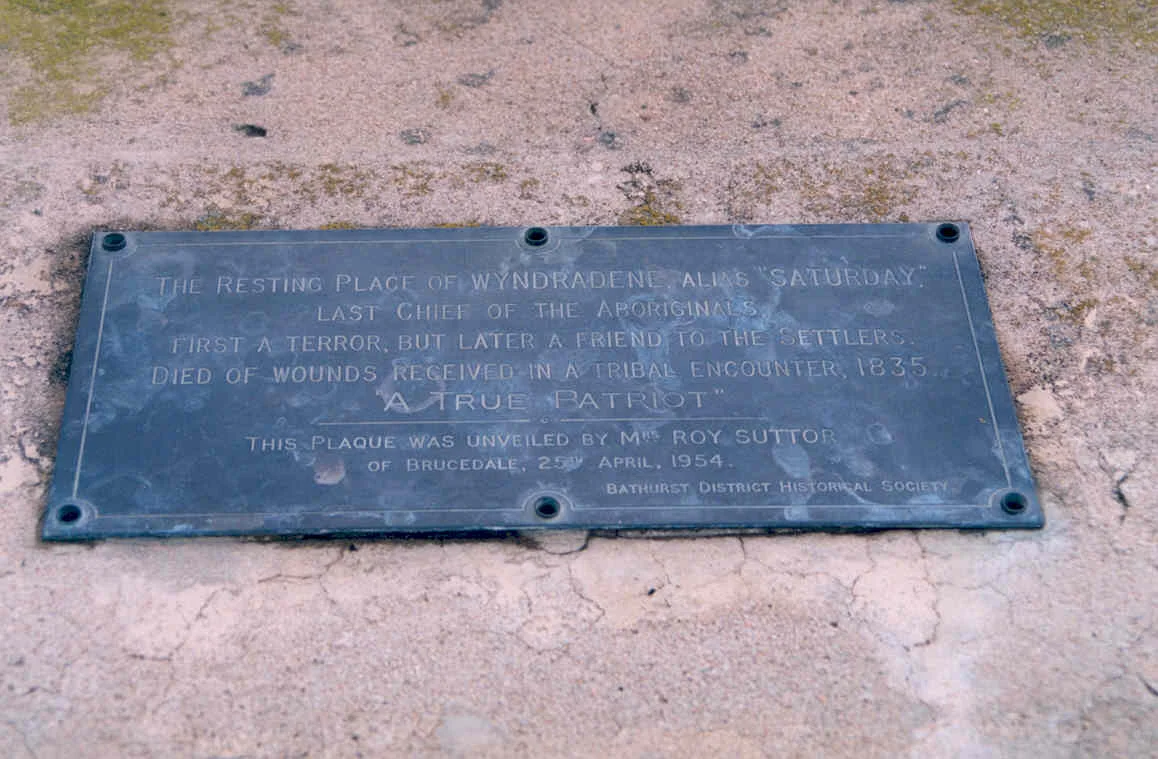 THE RESTING PLACE OF WYNDRADENE, ALIAS "SATURDAY",
LAST CHIEF OF THE ABORIGINALS.
FIRST A TERROR, BUT LATER A FRIEND TO THE SETTLERS.
DIED OF WOUNDS RECEIVED IN A TRIBAL ENCOUNTER, 1835.
"A TRUE PATRIOT"
THIS PLAQUE WAS UNVEILED BY MRS ROY SUTTOR
OF BRUCEDALE, 25TH APRIL, 1954.
BATHURST DISTRICT HISTORICAL SOCIETY.